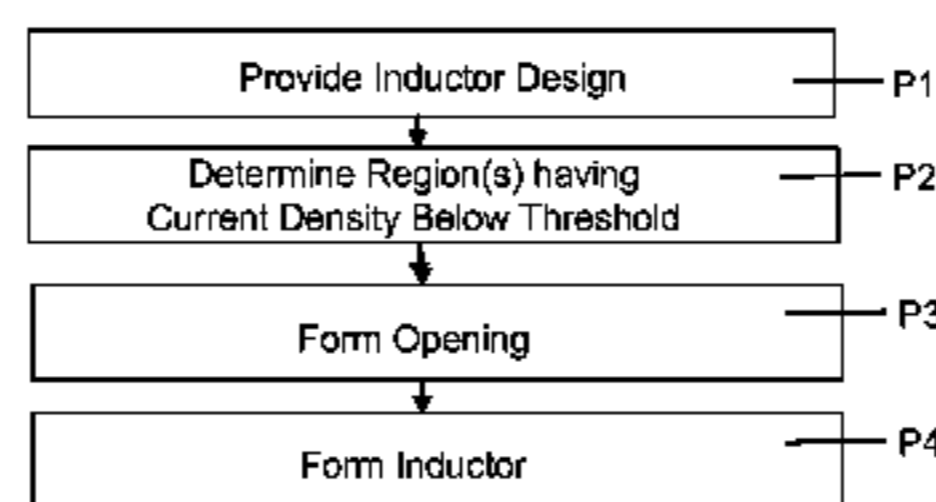 Provide Inductor Design
P1
Determine Region(s) having
Current Density Below Threshold
P2
Form Opening
P3
Form Inductor
P4